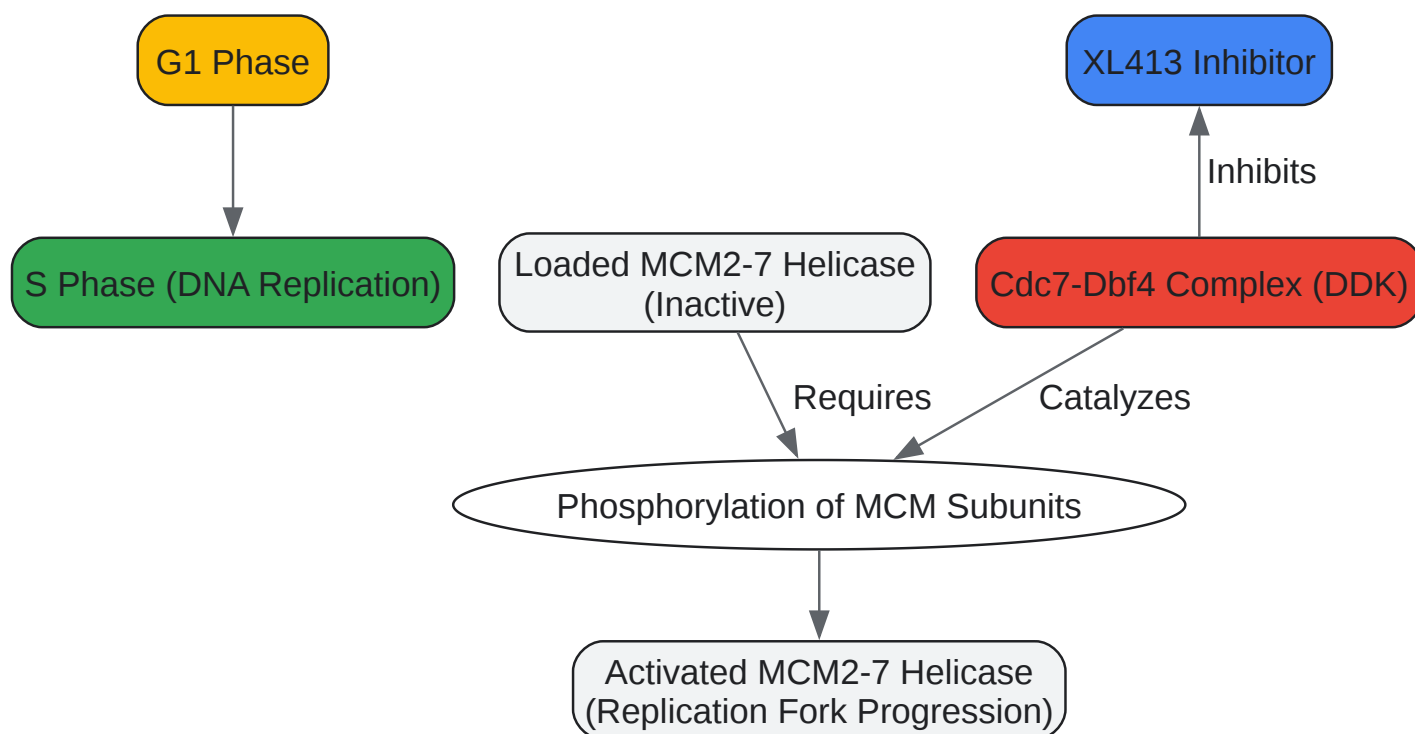 G1 Phase
XL413 Inhibitor
Inhibits
S Phase (DNA Replication)
Loaded MCM2-7 Helicase
(Inactive)
Cdc7-Dbf4 Complex (DDK)
Requires
Catalyzes
Phosphorylation of MCM Subunits
Activated MCM2-7 Helicase
(Replication Fork Progression)